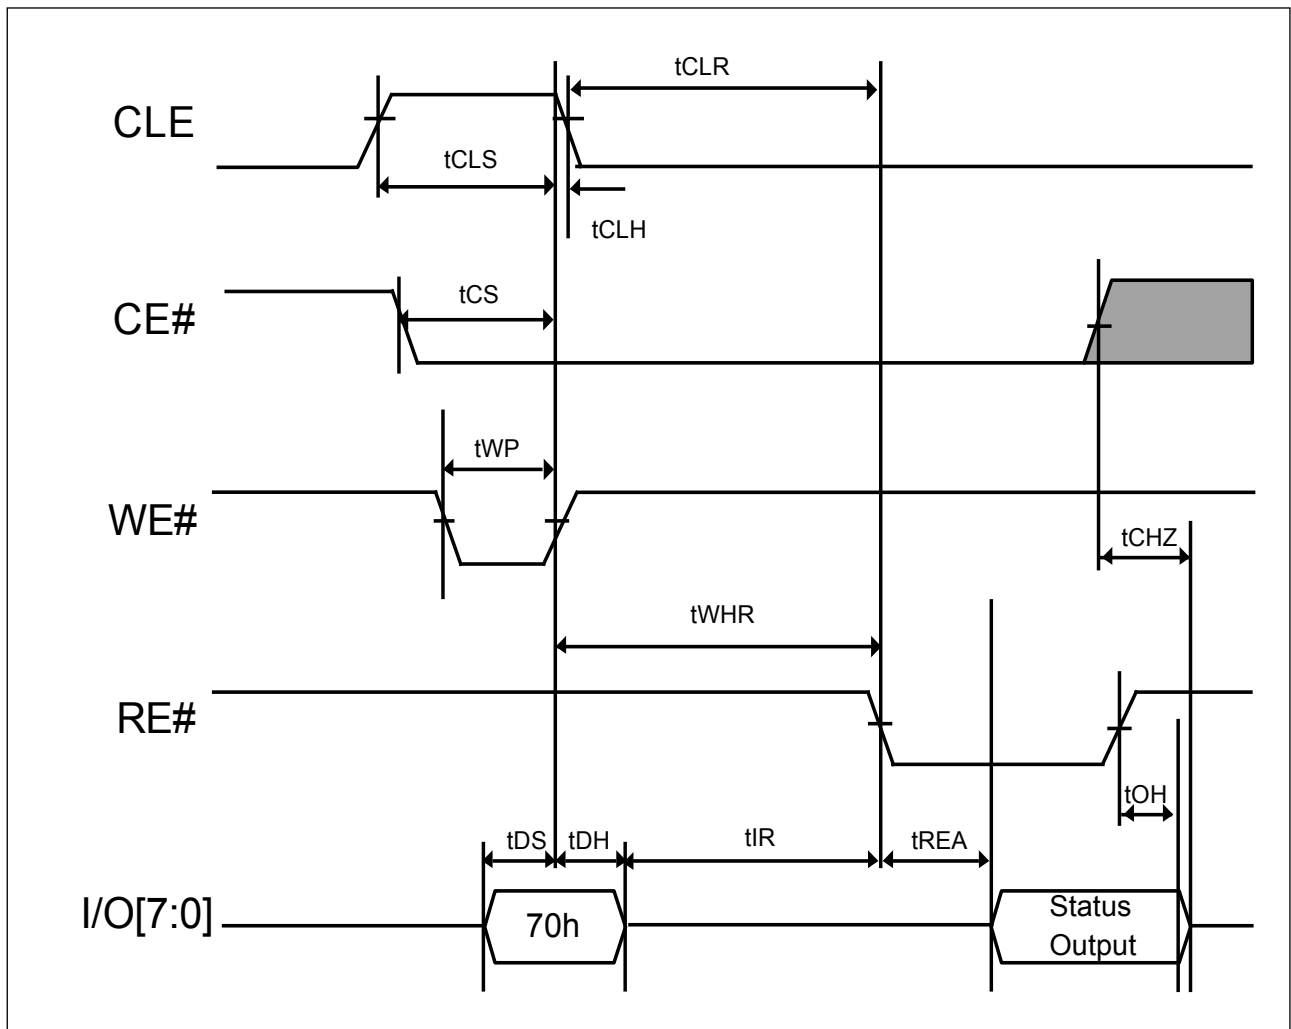 tCLR
CLE
tCLS
tCLH
tCS
CE#
tWP
WE#
tCHZ
tWHR
RE#
tOH
tDS
tDH
tIR
tREA
I/O[7:0]
70h
Status
Output